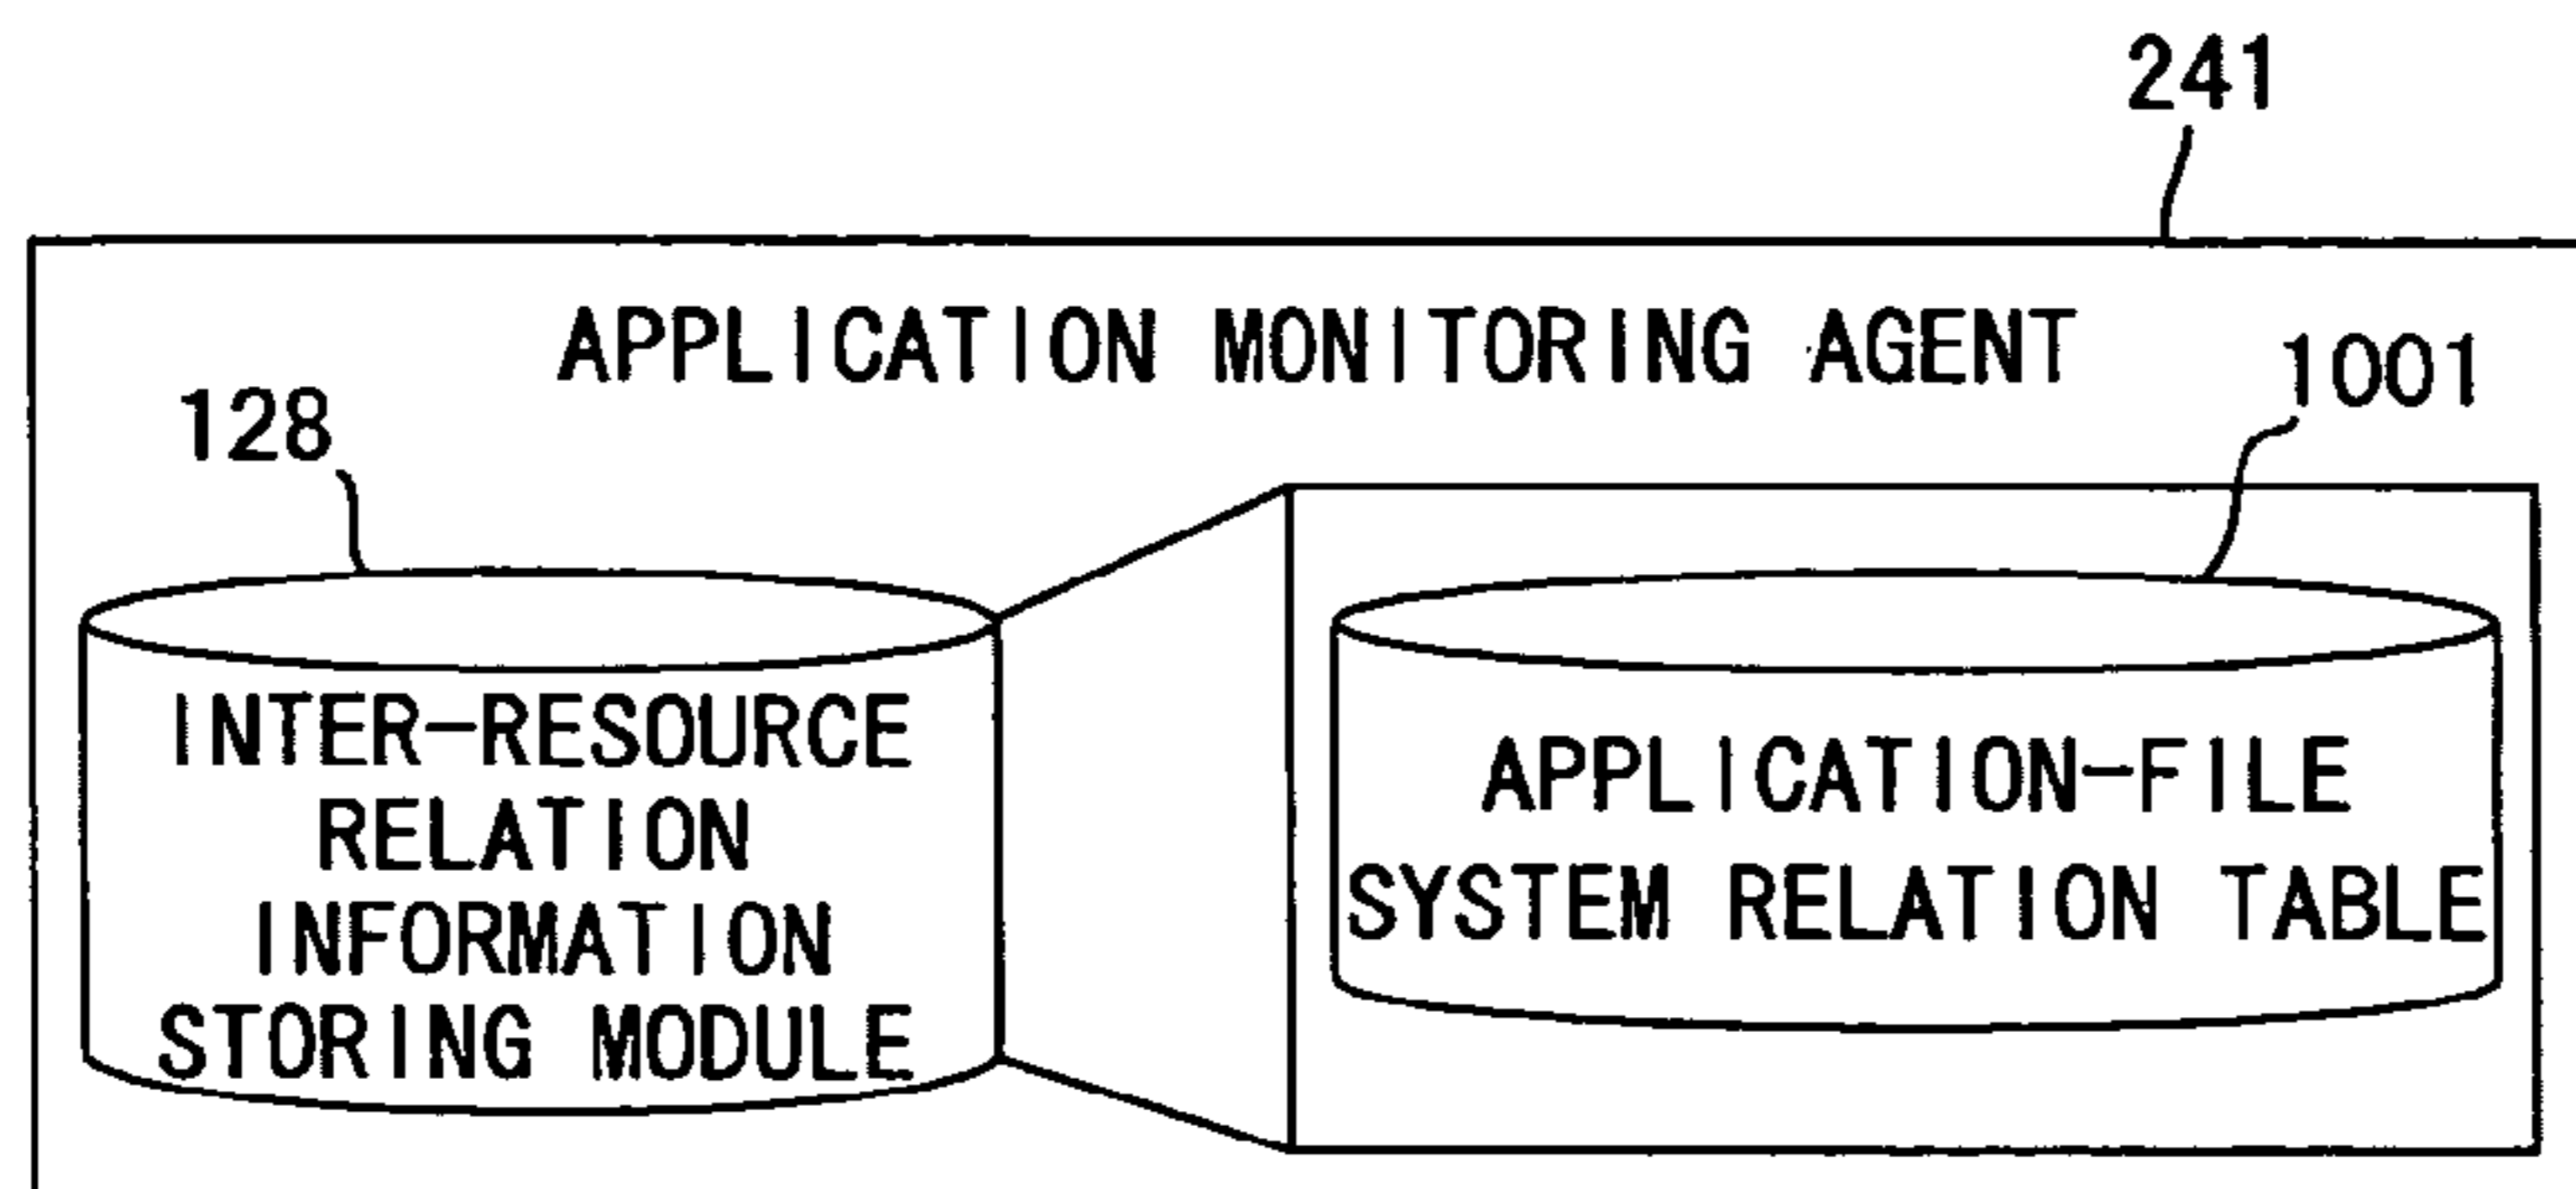 241
APPLICATION MONITORING AGENT
1001
128
INTER-RESOURCE
RELATION
INFORMATION
STORING MODULE
APPLICATION-FILE
SYSTEM RELATION TABLE